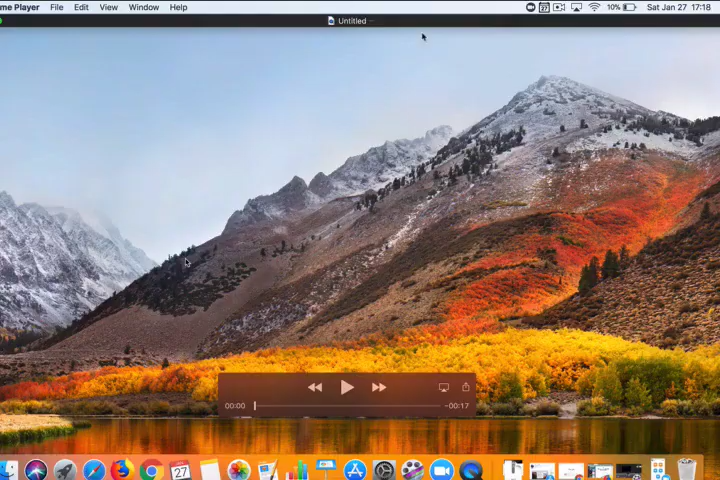 me Player File Edit View Window Help 27 10% Sat Jan 27 17:18
Untitled
00:00 -00:17
27